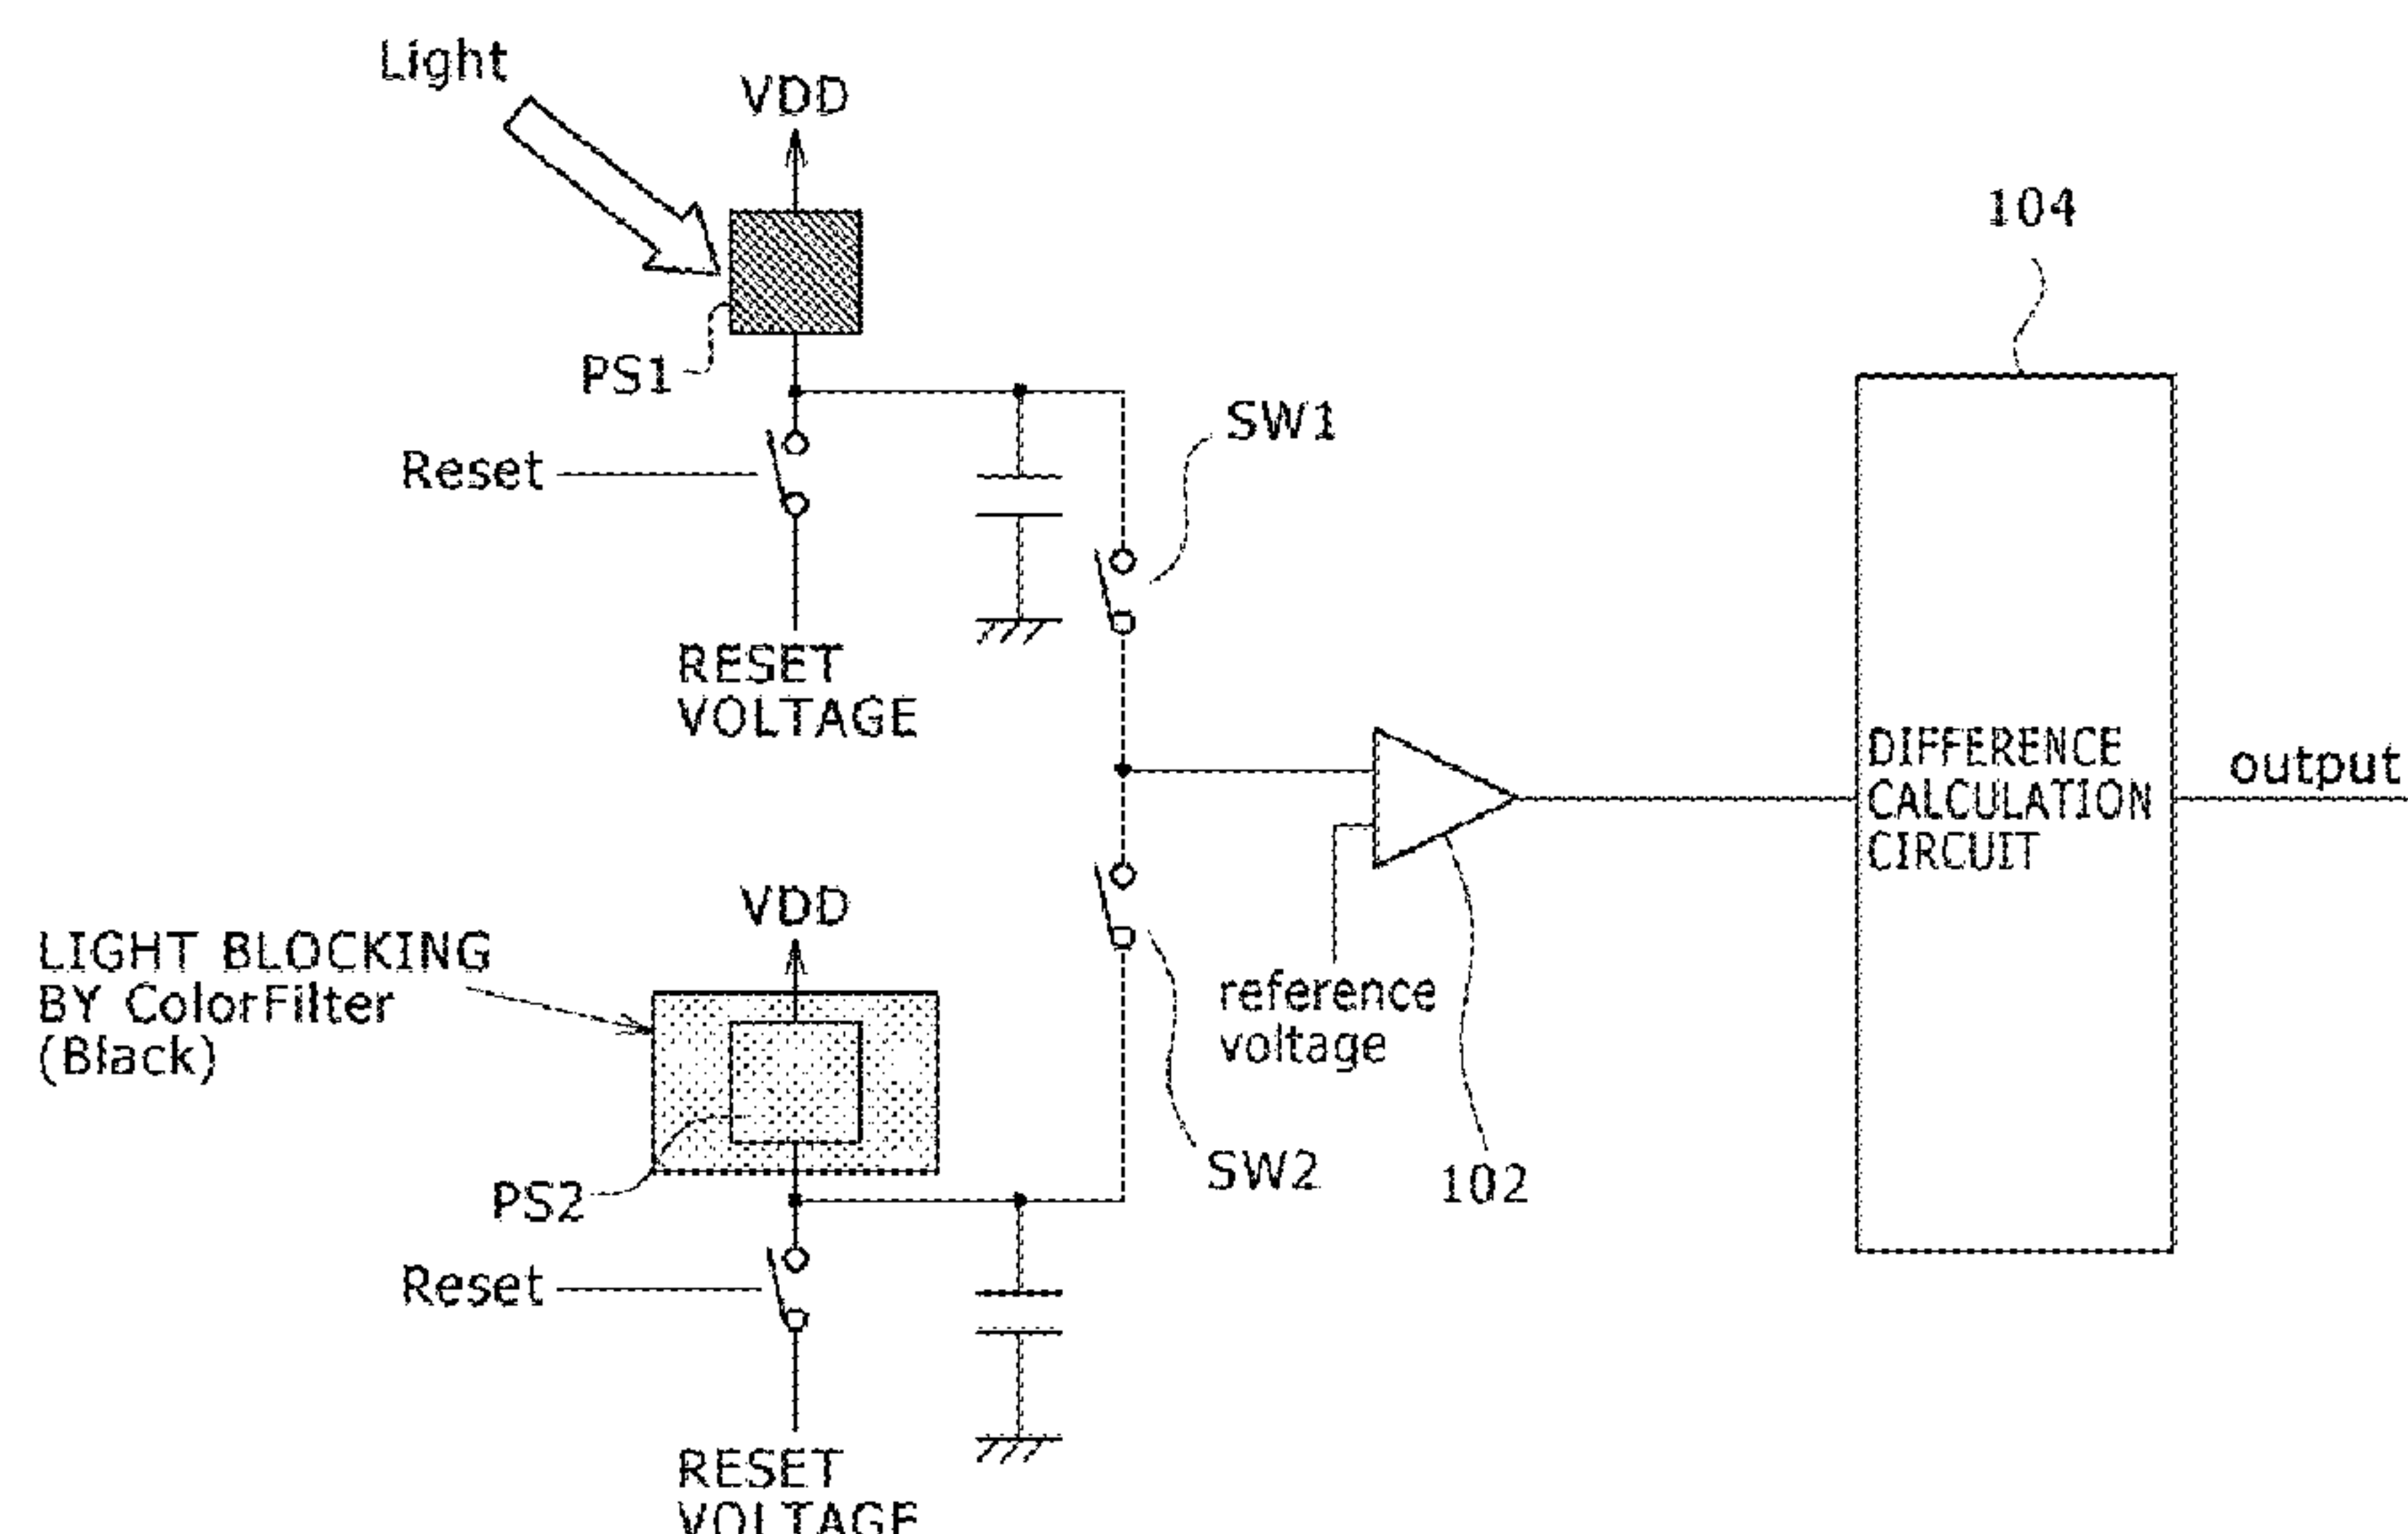 Light
VDD
104
PS1
SW1
Reset
RESET
VOLTAGE
DIFFERENCE
CALCULATION
CIRCUIT
output
VDD
LIGHT BLOCKING
BY ColorFilter
(Black)
reference
voltage
SW2
102
PS2
Reset
RESET
VOLTAGE